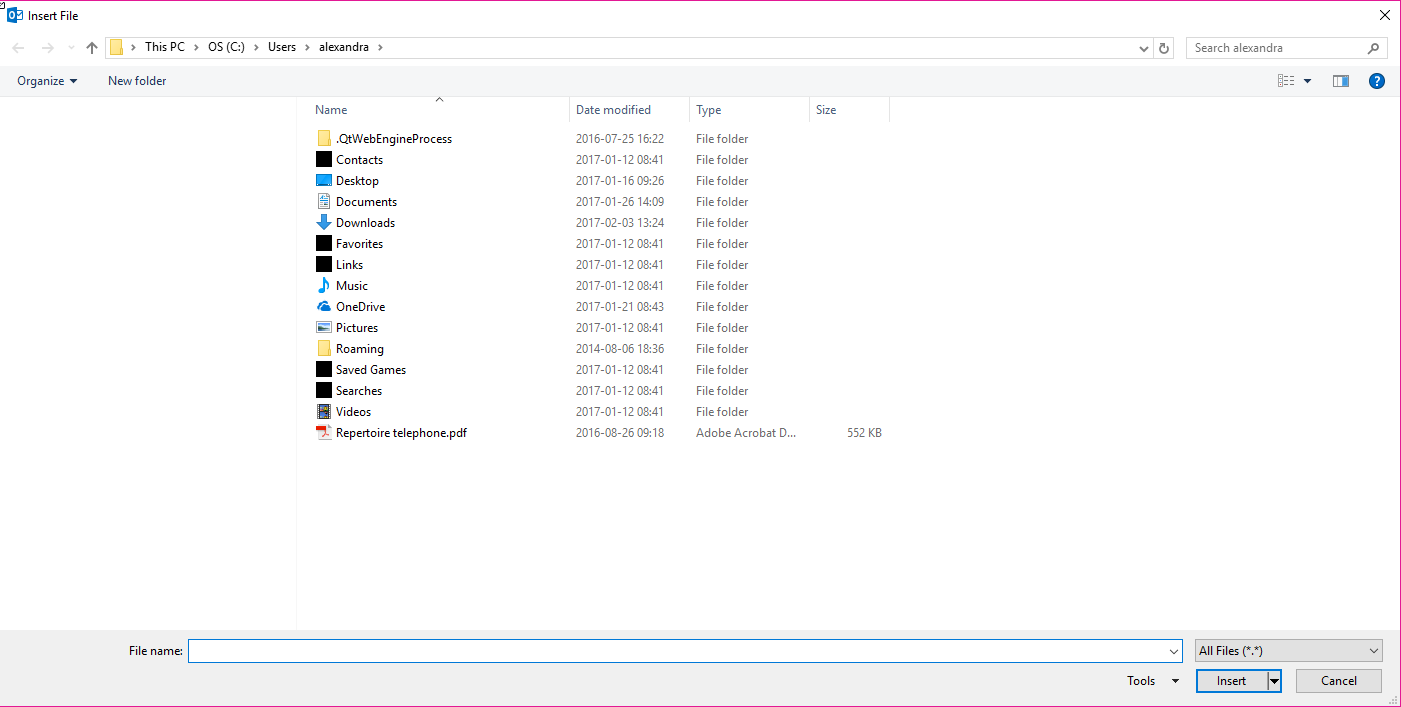 Insert File
This PC > OS (C:) > Users > alexandra >
Search alexandra
Organize
New folder
Name Date modified Type Size
.QtWebEngineProcess 2016-07-25 16:22 File folder
Contacts 2017-01-12 08:41 File folder
Desktop 2017-01-16 09:26 File folder
Documents 2017-01-26 14:09 File folder
Downloads 2017-02-03 13:24 File folder
Favorites 2017-01-12 08:41 File folder
Links 2017-01-12 08:41 File folder
Music 2017-01-12 08:41 File folder
OneDrive 2017-01-21 08:43 File folder
Pictures 2017-01-12 08:41 File folder
Roaming 2014-08-06 18:36 File folder
Saved Games 2017-01-12 08:41 File folder
Searches 2017-01-12 08:41 File folder
Videos 2017-01-12 08:41 File folder
Repertoire telephone.pdf 2016-08-26 09:18 Adobe Acrobat D... 552 KB
File name:
All Files (*.*)
Tools
Insert
Cancel